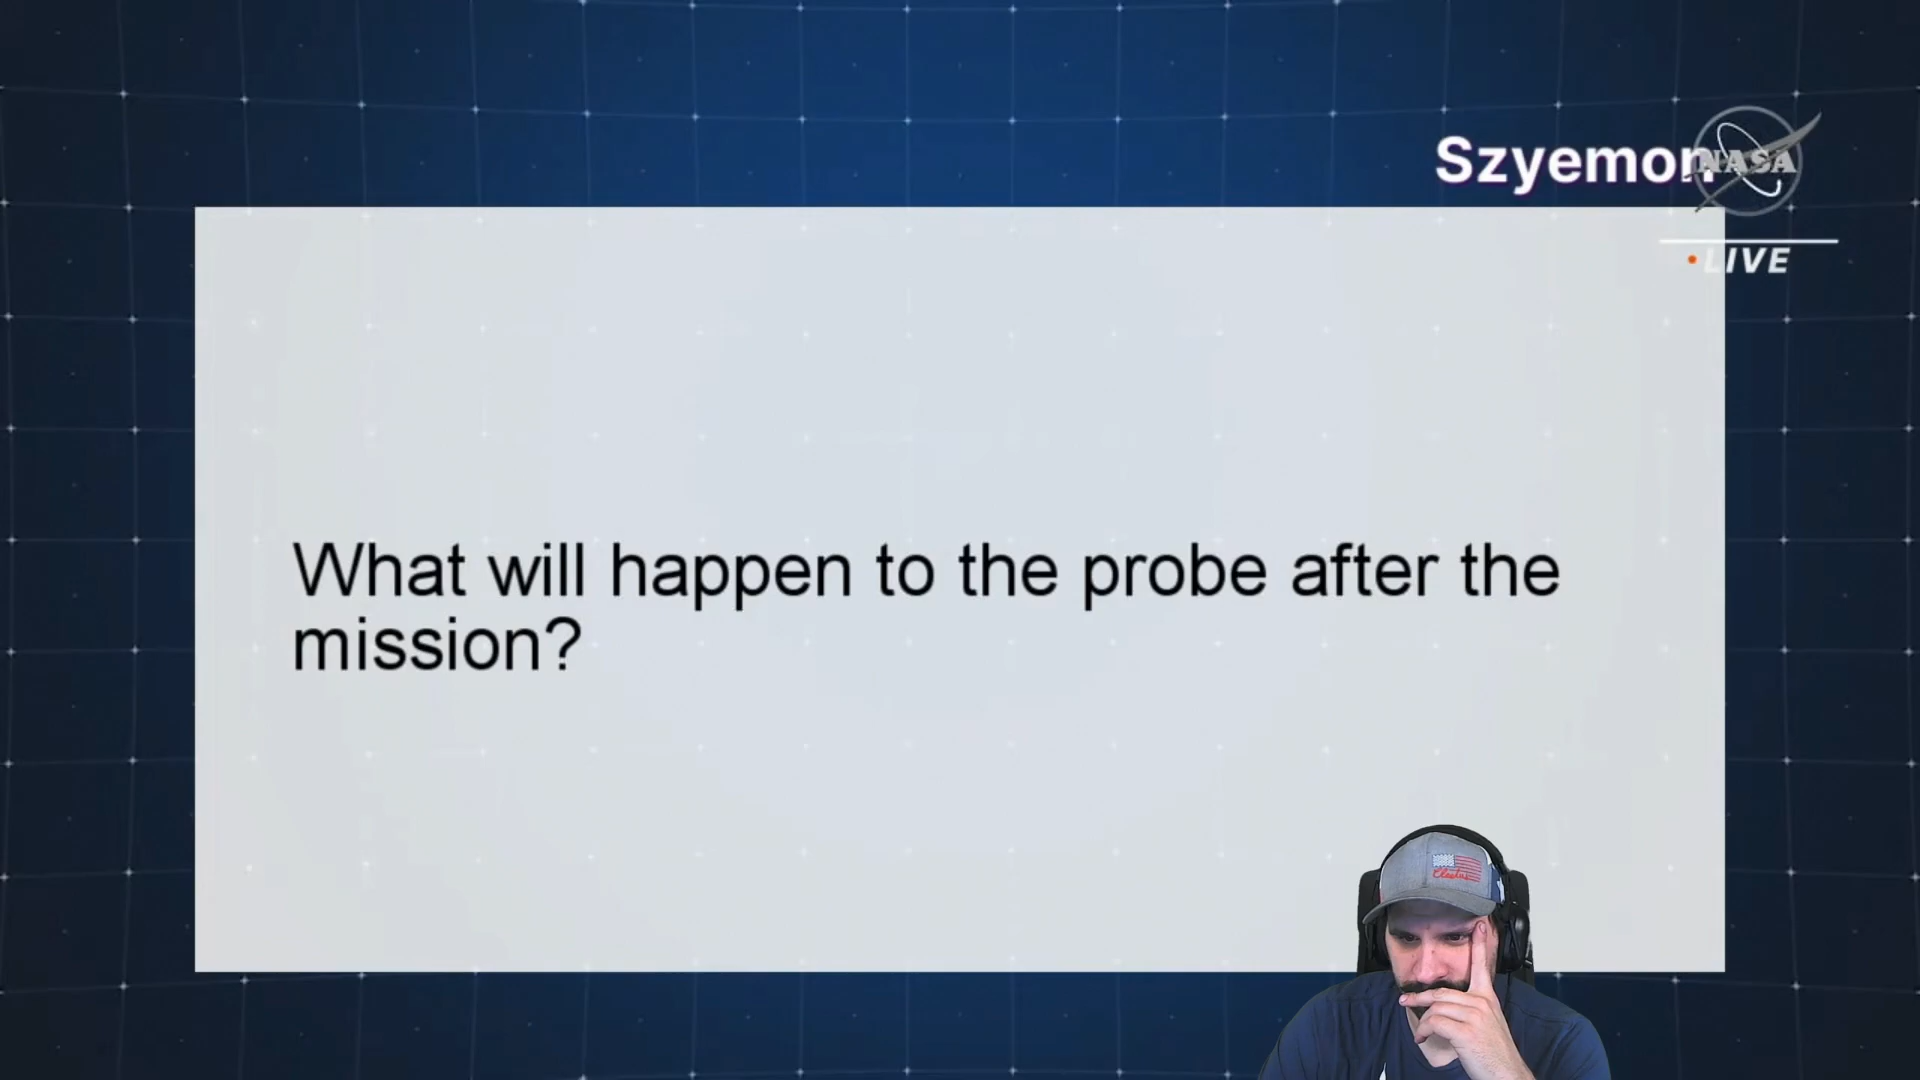 Szyemon
NASA
LIVE
What will happen to the probe after the
mission?